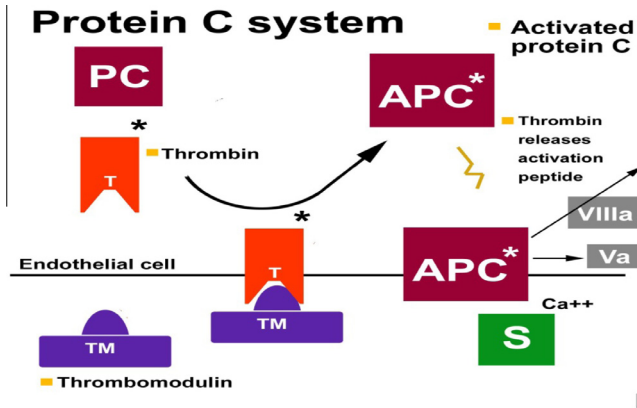 Protein C system
Activated
protein C
PC
APC*
*
Thrombin
T
Thrombin
releases
activation
peptide
*
VIIIa
T
APC*
Va
Endothelial cell
TM
Ca++
TM
S
Thrombomodulin